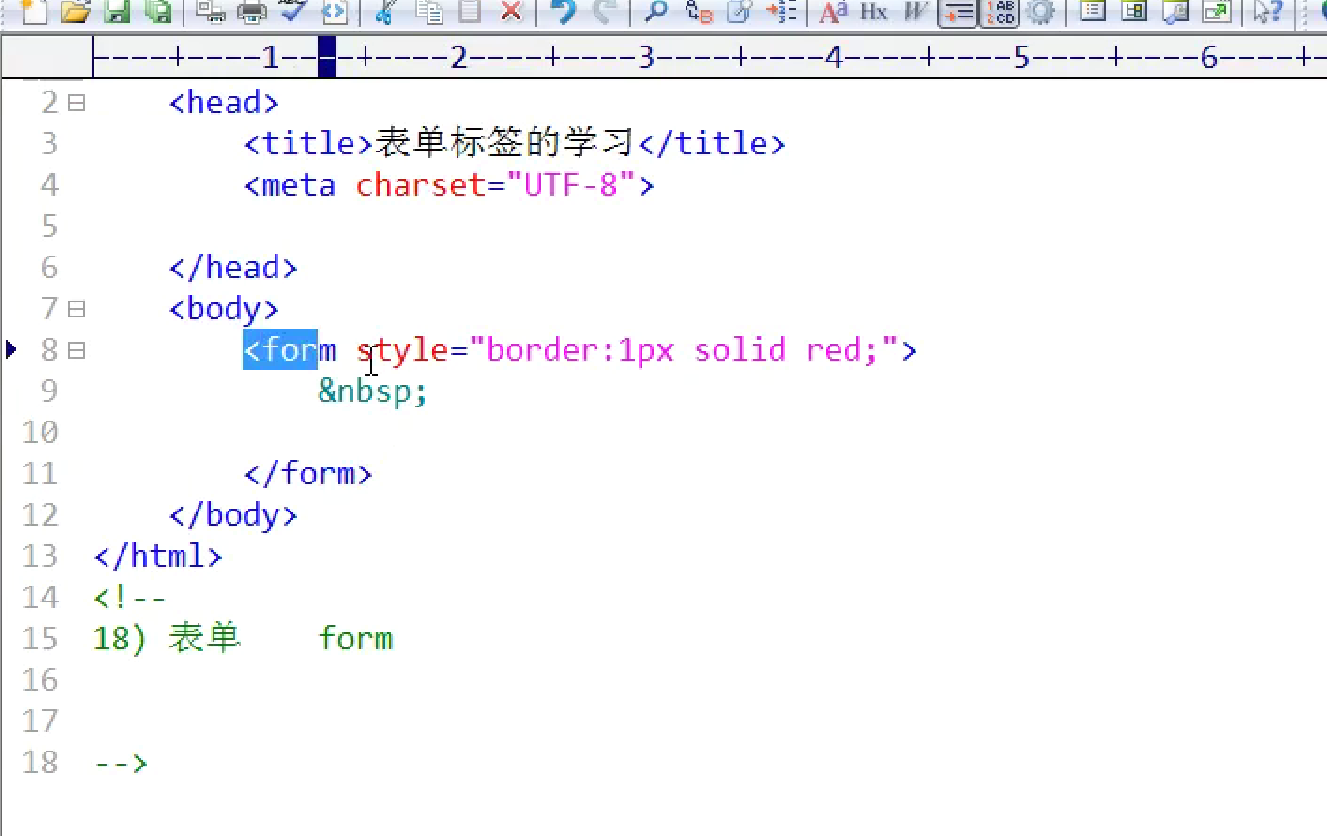 ----+----1----+----2----+----3----+----4----+----5----+----6----+-
2 <head>
3 <title>表单标签的学习</title>
4 <meta charset="UTF-8">
5
6 </head>
7 <body>
8 <form style="border:1px solid red;">
9 &nbsp;
10
11 </form>
12 </body>
13 </html>
14 <!--
15 18) 表单 form
16
17
18 -->